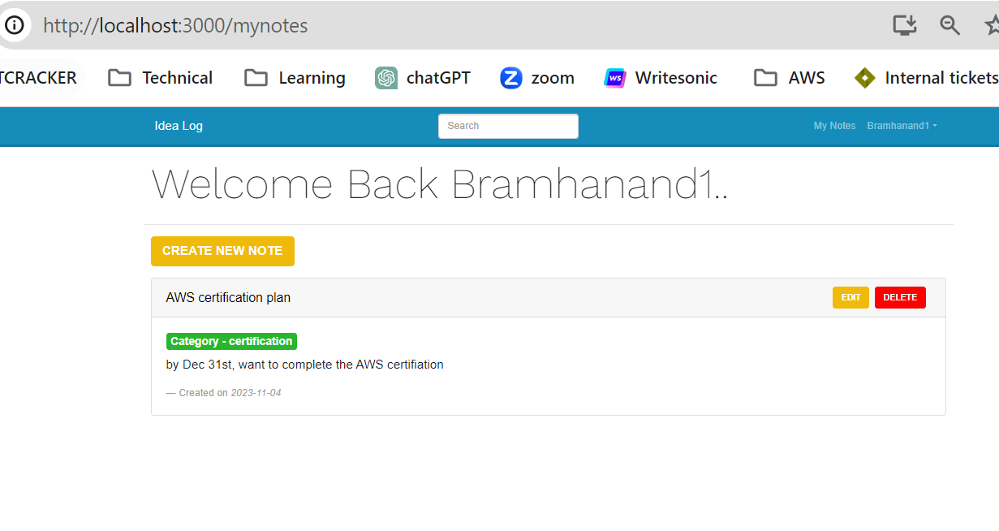 http://localhost:3000/mynotes
TCRACKER Technical Learning chatGPT zoom WS Writesonic AWS Internal tickets
Idea Log Search My Notes Bramhanand1
Welcome Back Bramhanand1..
CREATE NEW NOTE
AWS certification plan EDIT DELETE
Category - certification
by Dec 31st, want to complete the AWS certifiation
— Created on 2023-11-04